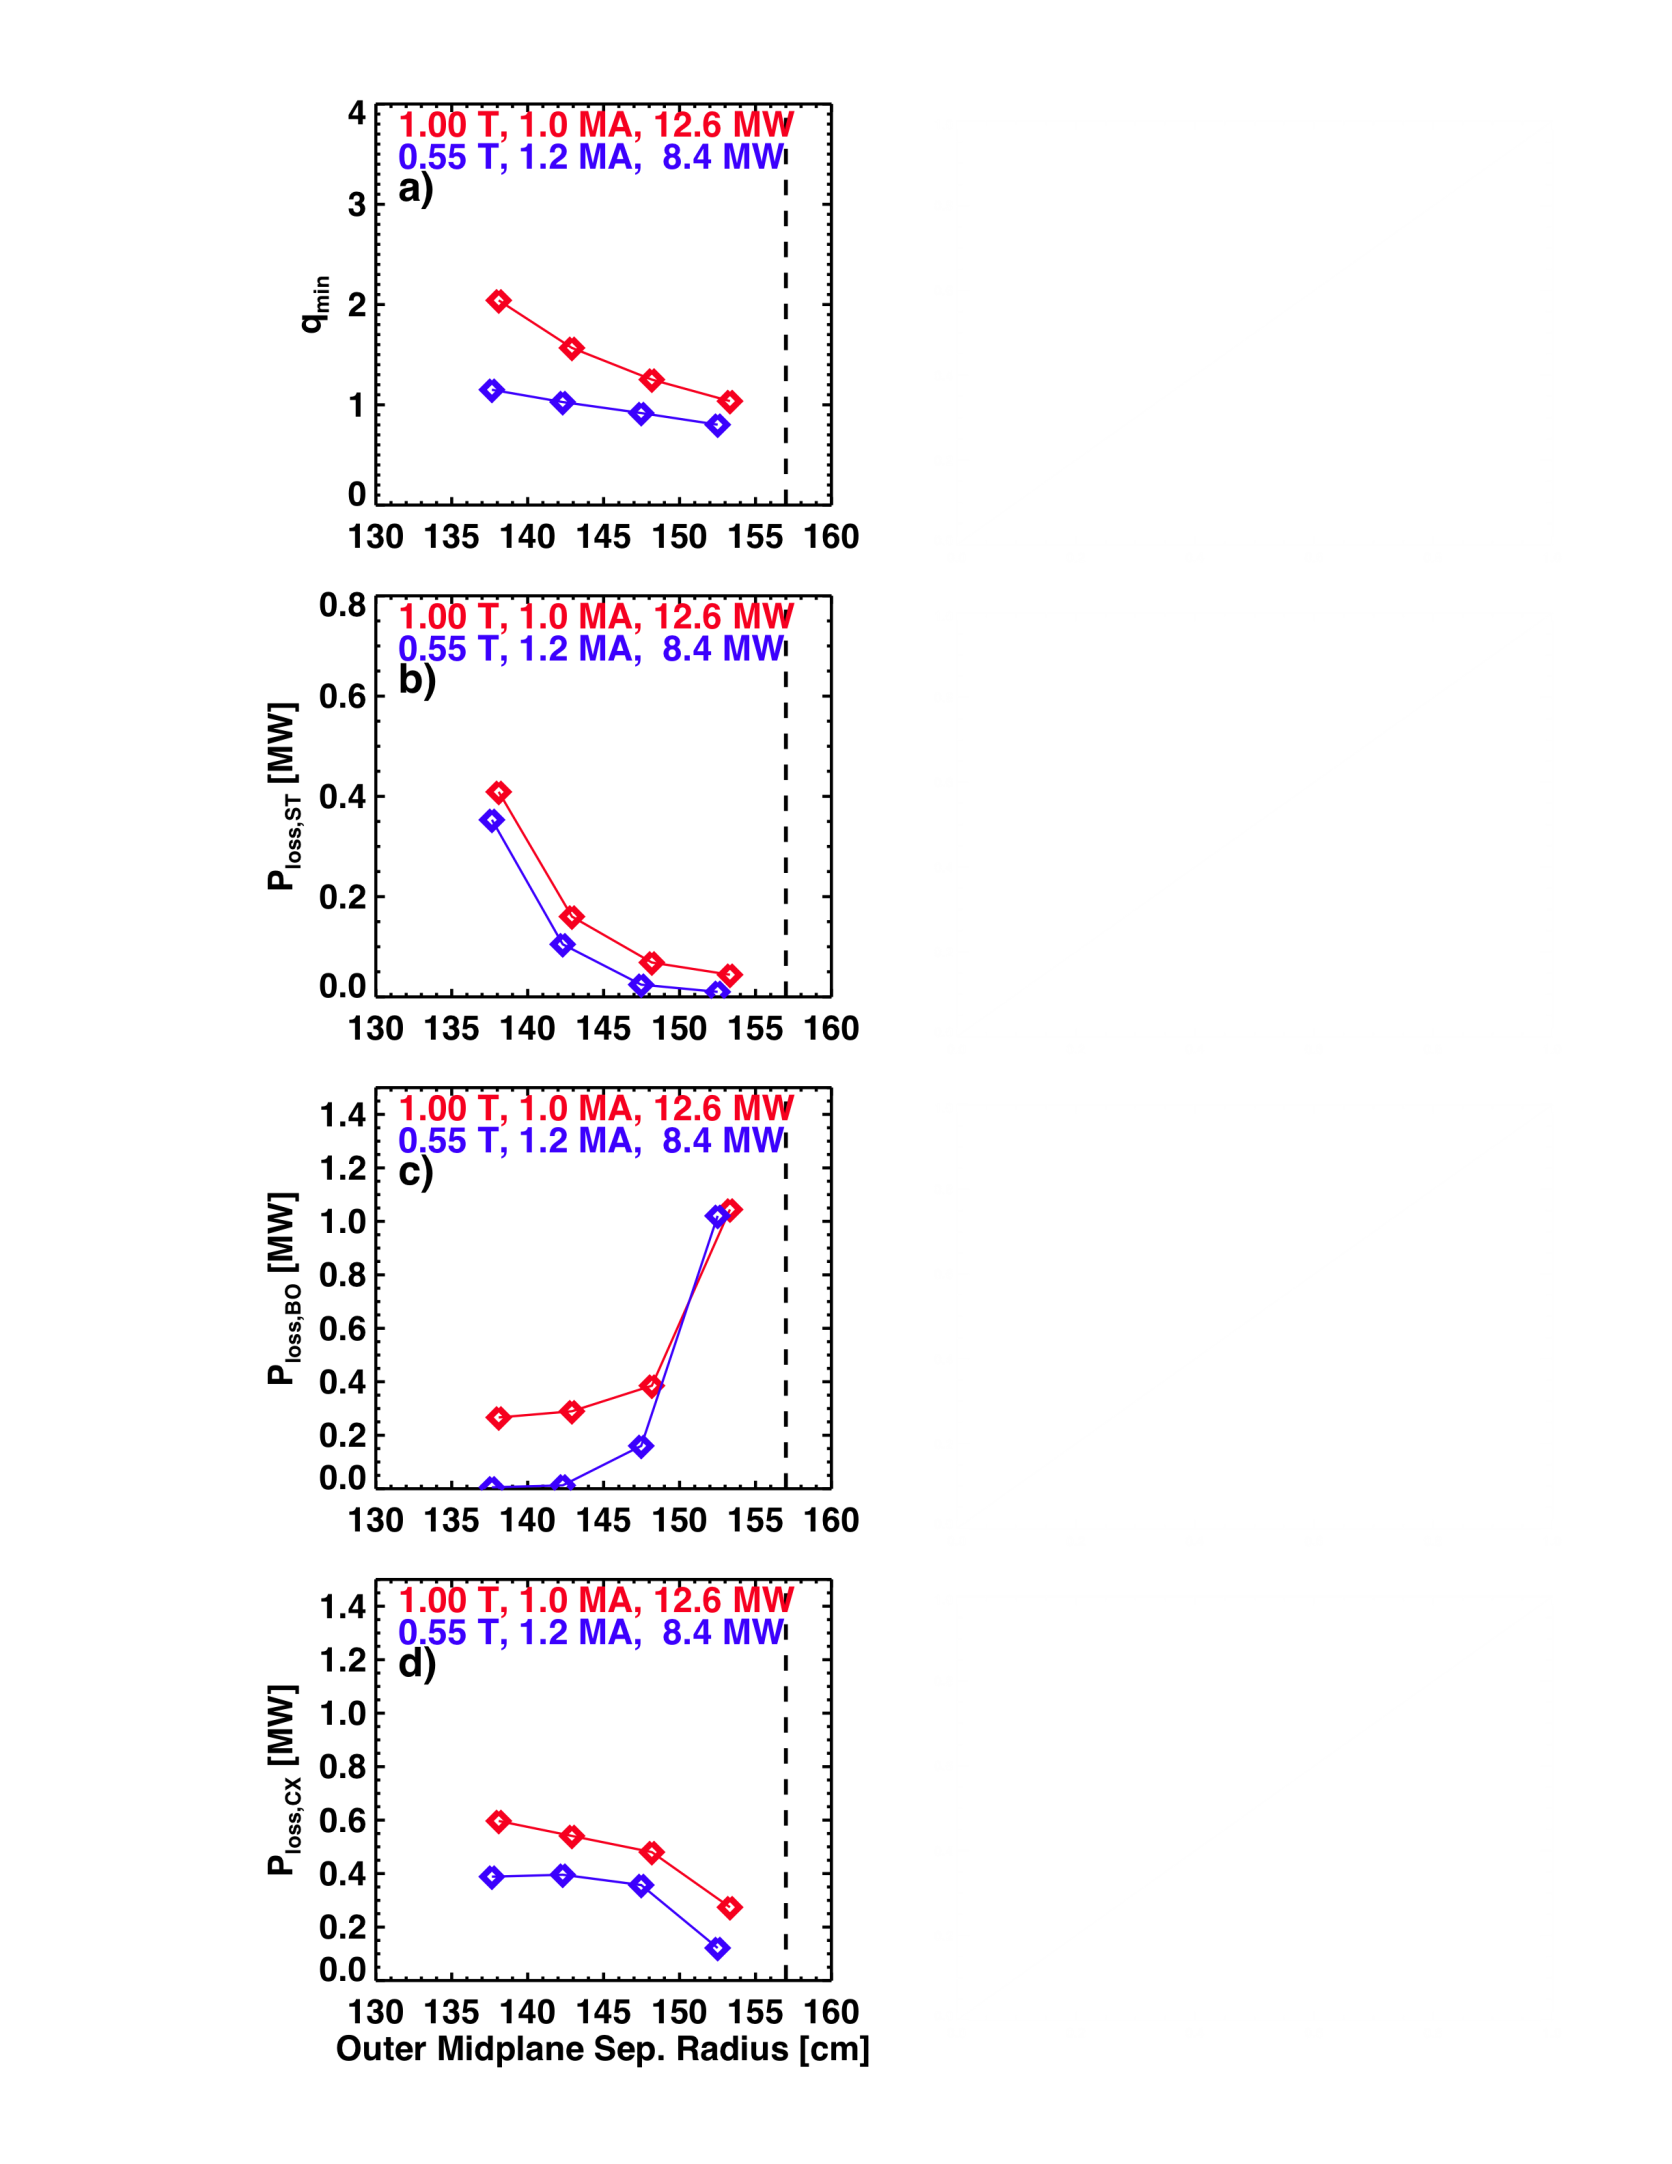 1.00 T, 1.0 MA, 12.6 MW
0.55 T, 1.2 MA, 8.4 MW
a)
4
3
2
1
0
qmin
130 135 140 145 150 155 160
1.00 T, 1.0 MA, 12.6 MW
0.55 T, 1.2 MA, 8.4 MW
b)
0.8
0.6
0.4
0.2
0.0
Ploss,ST [MW]
130 135 140 145 150 155 160
1.00 T, 1.0 MA, 12.6 MW
0.55 T, 1.2 MA, 8.4 MW
c)
1.4
1.2
1.0
0.8
0.6
0.4
0.2
0.0
Ploss,BO [MW]
130 135 140 145 150 155 160
1.00 T, 1.0 MA, 12.6 MW
0.55 T, 1.2 MA, 8.4 MW
d)
1.4
1.2
1.0
0.8
0.6
0.4
0.2
0.0
Ploss,CX [MW]
130 135 140 145 150 155 160
Outer Midplane Sep. Radius [cm]